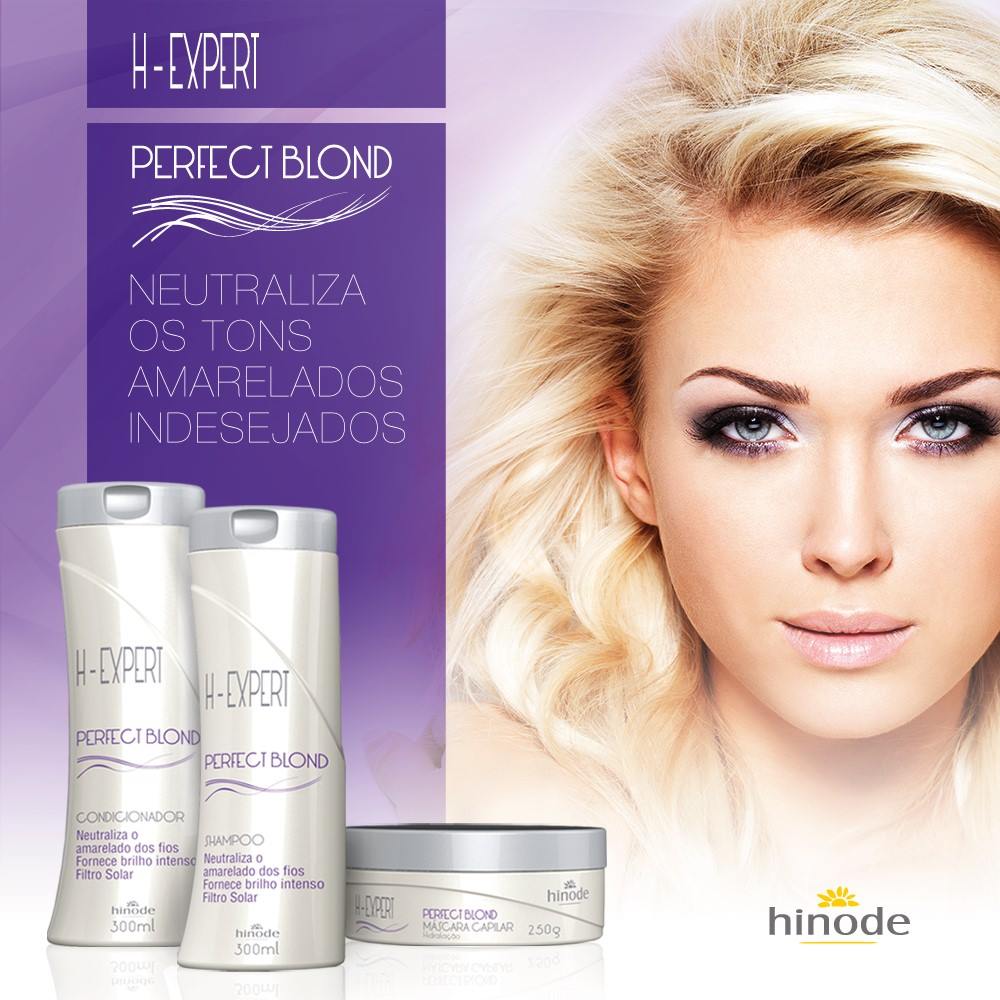 H-EXPERT
PERFECT BLOND
NEUTRALIZA
OS TONS
AMARELADOS
INDESEJADOS
H-EXPERT
PERFECT BLOND
CONDICIONADOR
Neutraliza o
amarelado dos fios
Fornece brilho intenso
Filtro Solar
hinode
300ml
H-EXPERT
PERFECT BLOND
SHAMPOO
Neutraliza o
amarelado dos fios
Fornece brilho intenso
Filtro Solar
hinode
300ml
H-EXPERT
PERFECT BLOND
MÁSCARA CAPILAR
Hidratação
hinode
250g
hinode